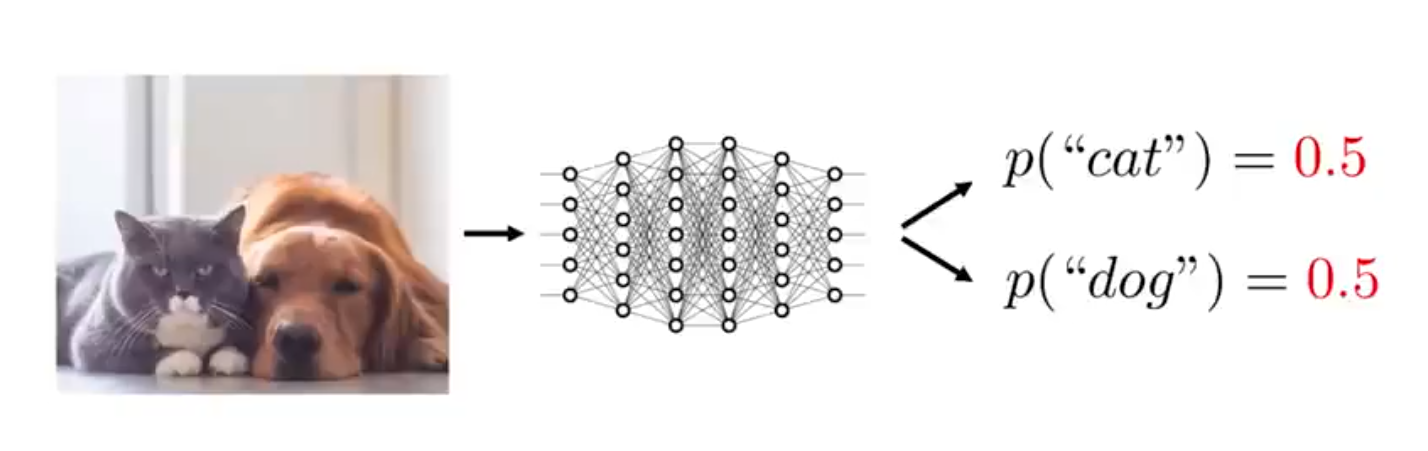 p(“cat”) = 0.5
p(“dog”) = 0.5